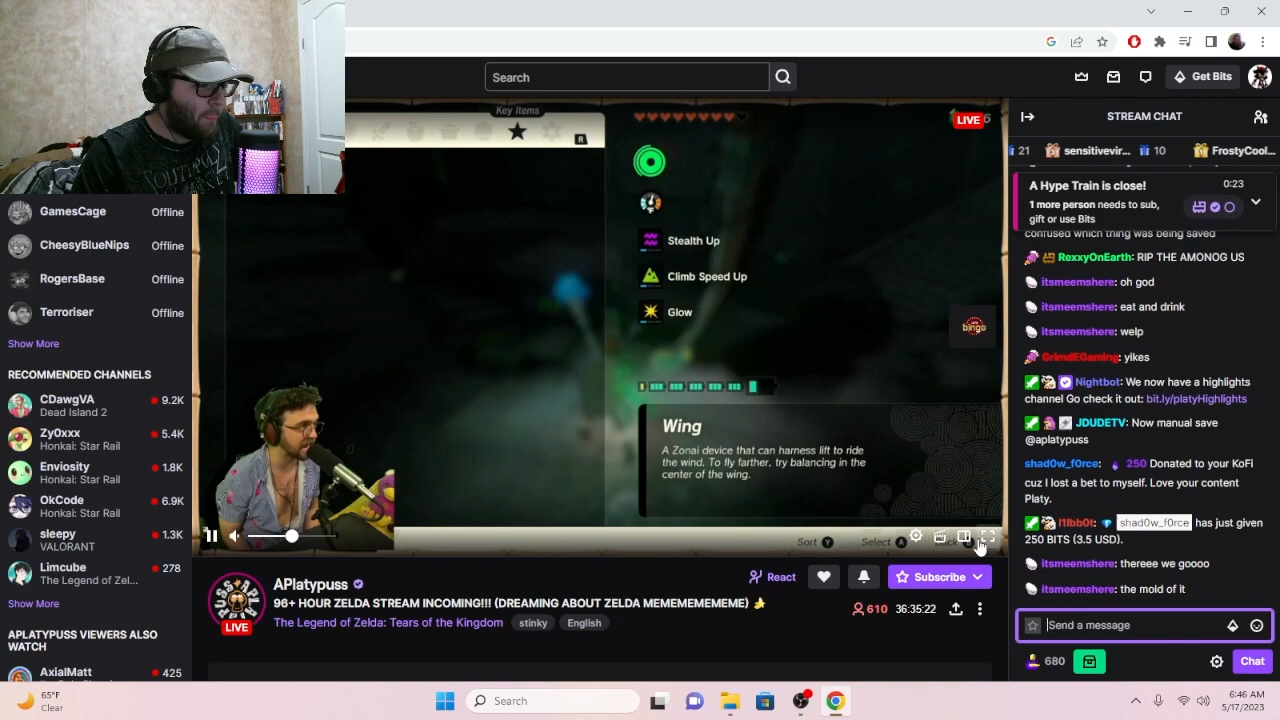 Search
Get Bits
Key Items
R
LIVE
6
Stealth Up
Climb Speed Up
Glow
bingo
Wing
A Zonai device that can harness lift to ride
the wind. To fly farther, try balancing in the
center of the wing.
Sort Y
Select A
GamesCage Offline
CheesyBlueNips Offline
RogersBase Offline
Terroriser Offline
Show More
RECOMMENDED CHANNELS
CDawgVA 9.2K
Dead Island 2
Zy0xxx 5.4K
Honkai: Star Rail
Enviosity 1.8K
Honkai: Star Rail
OkCode 6.9K
Honkai: Star Rail
sleepy 1.3K
VALORANT
Limcube 278
The Legend of Zel...
Show More
APLATYPUSS VIEWERS ALSO
WATCH
AxialMatt 425
APlatypuss
LIVE
96+ HOUR ZELDA STREAM INCOMING!!! (DREAMING ABOUT ZELDA MEMEMEMEMEME)
The Legend of Zelda: Tears of the Kingdom stinky English
React
Subscribe
610 36:35:22
STREAM CHAT
21 sensitivevir... 10 FrostyCool...
A Hype Train is close! 0:23
1 more person needs to sub,
gift or use Bits
confused which thing was being saved
RexxyOnEarth: RIP THE AMONOG US
itsmeemshere: oh god
itsmeemshere: eat and drink
itsmeemshere: welp
GrimdEGaming: yikes
Nightbot: We now have a highlights
channel Go check it out: bit.ly/platyHighlights
JDUDETV: Now manual save
@aplatypuss
shad0w_f0rce: 250 Donated to your KoFi
cuz I lost a bet to myself. Love your content
Platy.
l1lbb0t: shad0w_f0rce has just given
250 BITS (3.5 USD).
itsmeemshere: thereee we goooo
itsmeemshere: the mold of it
Send a message
680
Chat
65°F
Clear
Search
6:46 AM
5/17/2023